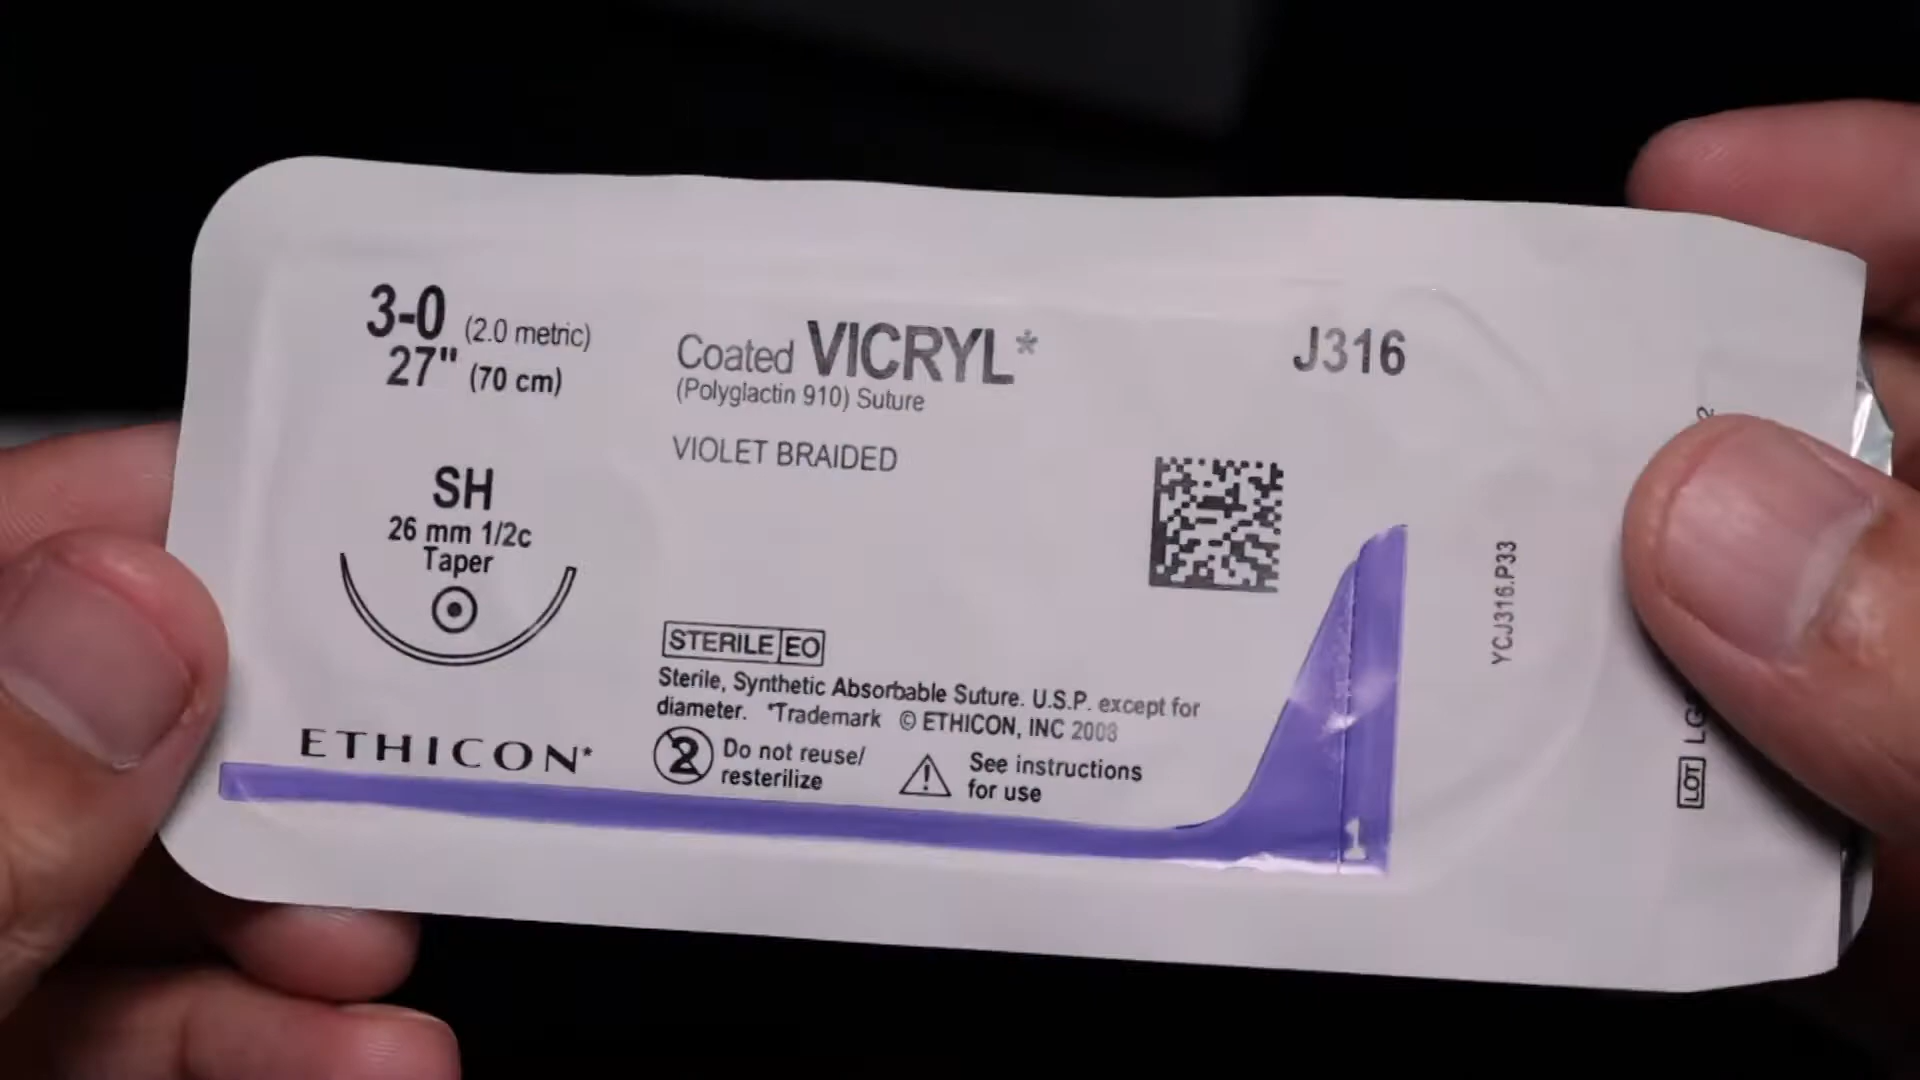 3-0 (2.0 metric)
27" (70 cm)
SH
26 mm 1/2c
Taper
ETHICON*
Coated VICRYL*
(Polyglactin 910) Suture
VIOLET BRAIDED
J316
STERILE EO
Sterile, Synthetic Absorbable Suture. U.S.P. except for
diameter. *Trademark © ETHICON, INC 2008
2 Do not reuse/
resterilize
See instructions
for use
1
YCJ316.P33
LOT